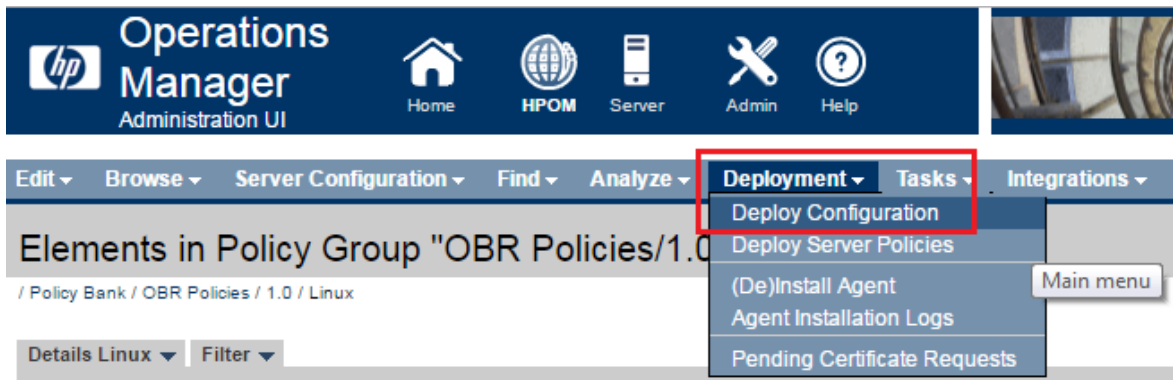 hp
Operations
Manager
Administration UI
Home
HPOM
Server
Admin
Help
?
Edit
Browse
Server Configuration
Find
Analyze
Deployment
Tasks
Integrations
Deploy Configuration
Deploy Server Policies
(De)Install Agent
Agent Installation Logs
Pending Certificate Requests
Main menu
Elements in Policy Group "OBR Policies/1.0
/ Policy Bank / OBR Policies / 1.0 / Linux
Details Linux
Filter